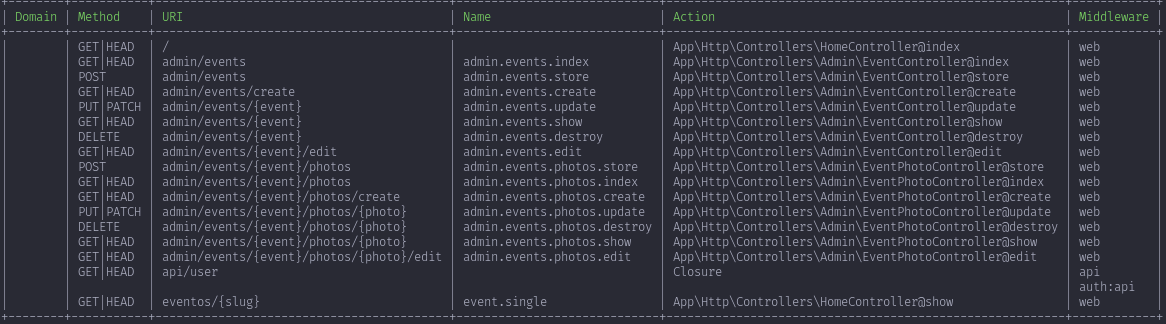 | Domain | Method | URI | Name | Action | Middleware |
| | GET|HEAD | / | | App\Http\Controllers\HomeController@index | web |
| | GET|HEAD | admin/events | admin.events.index | App\Http\Controllers\Admin\EventController@index | web |
| | POST | admin/events | admin.events.store | App\Http\Controllers\Admin\EventController@store | web |
| | GET|HEAD | admin/events/create | admin.events.create | App\Http\Controllers\Admin\EventController@create | web |
| | PUT|PATCH | admin/events/{event} | admin.events.update | App\Http\Controllers\Admin\EventController@update | web |
| | GET|HEAD | admin/events/{event} | admin.events.show | App\Http\Controllers\Admin\EventController@show | web |
| | DELETE | admin/events/{event} | admin.events.destroy | App\Http\Controllers\Admin\EventController@destroy | web |
| | GET|HEAD | admin/events/{event}/edit | admin.events.edit | App\Http\Controllers\Admin\EventController@edit | web |
| | POST | admin/events/{event}/photos | admin.events.photos.store | App\Http\Controllers\Admin\EventPhotoController@store | web |
| | GET|HEAD | admin/events/{event}/photos | admin.events.photos.index | App\Http\Controllers\Admin\EventPhotoController@index | web |
| | GET|HEAD | admin/events/{event}/photos/create | admin.events.photos.create | App\Http\Controllers\Admin\EventPhotoController@create | web |
| | PUT|PATCH | admin/events/{event}/photos/{photo} | admin.events.photos.update | App\Http\Controllers\Admin\EventPhotoController@update | web |
| | DELETE | admin/events/{event}/photos/{photo} | admin.events.photos.destroy | App\Http\Controllers\Admin\EventPhotoController@destroy | web |
| | GET|HEAD | admin/events/{event}/photos/{photo} | admin.events.photos.show | App\Http\Controllers\Admin\EventPhotoController@show | web |
| | GET|HEAD | admin/events/{event}/photos/{photo}/edit | admin.events.photos.edit | App\Http\Controllers\Admin\EventPhotoController@edit | web |
| | GET|HEAD | api/user | | Closure | api |
| | | | | | auth:api |
| | GET|HEAD | eventos/{slug} | event.single | App\Http\Controllers\HomeController@show | web |